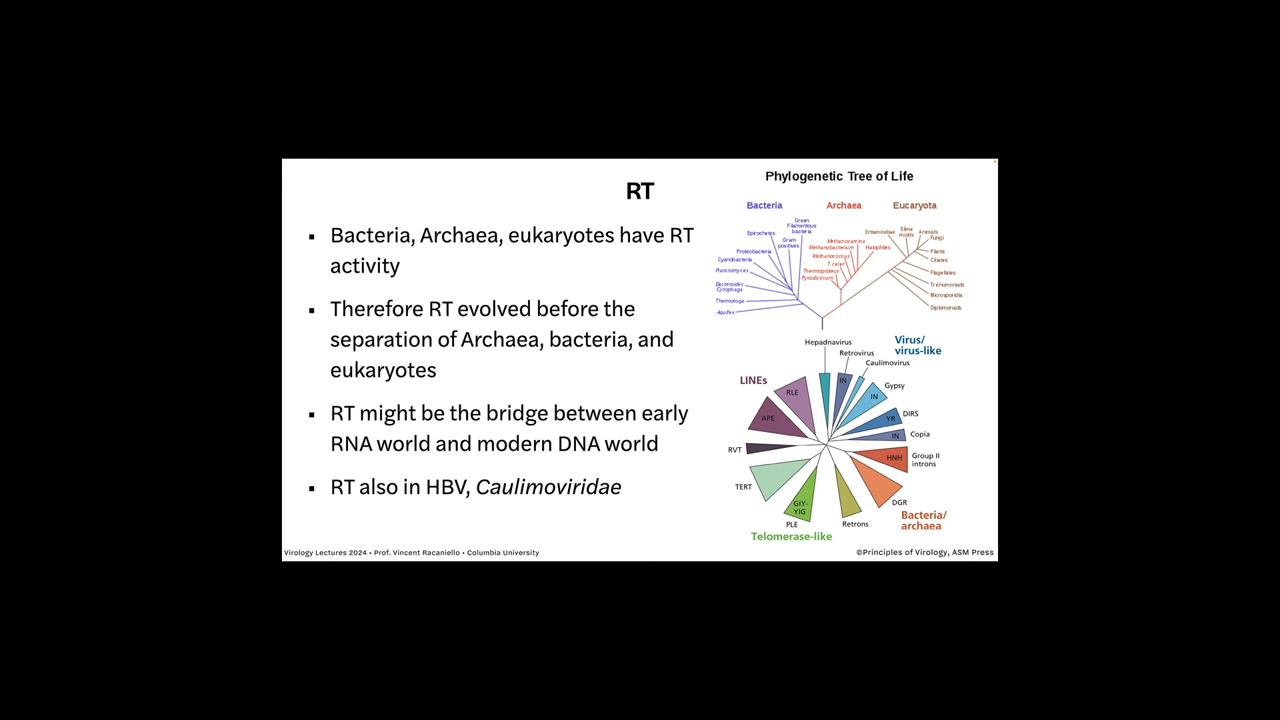 RT
▪ Bacteria, Archaea, eukaryotes have RT
activity
▪ Therefore RT evolved before the
separation of Archaea, bacteria, and
eukaryotes
▪ RT might be the bridge between early
RNA world and modern DNA world
▪ RT also in HBV, Caulimoviridae
Phylogenetic Tree of Life
Bacteria
Archaea
Eucaryota
Green
Filamentous
bacteria
Spirochetes
Gram
positives
Proteobacteria
Cyanobacteria
Planctomyces
Bacteroides
Cytophaga
Thermotoga
Aquifex
Methanosarcina
Methanobacterium
Halophiles
Methanococcus
T. celer
Thermoproteus
Pyrodicticum
Entamoebae
Slime
molds
Animals
Fungi
Plants
Ciliates
Flagellates
Trichomonads
Microsporidia
Diplomonads
Hepadnavirus
Retrovirus
Caulimovirus
Virus/
virus-like
LINEs
RLE
IN
IN
Gypsy
APE
YR
DIRS
IN
Copia
RVT
HNH
Group II
introns
TERT
GIY-
YIG
DGR
PLE
Retrons
Bacteria/
archaea
Telomerase-like
Virology Lectures 2024 • Prof. Vincent Racaniello • Columbia University
©Principles of Virology, ASM Press